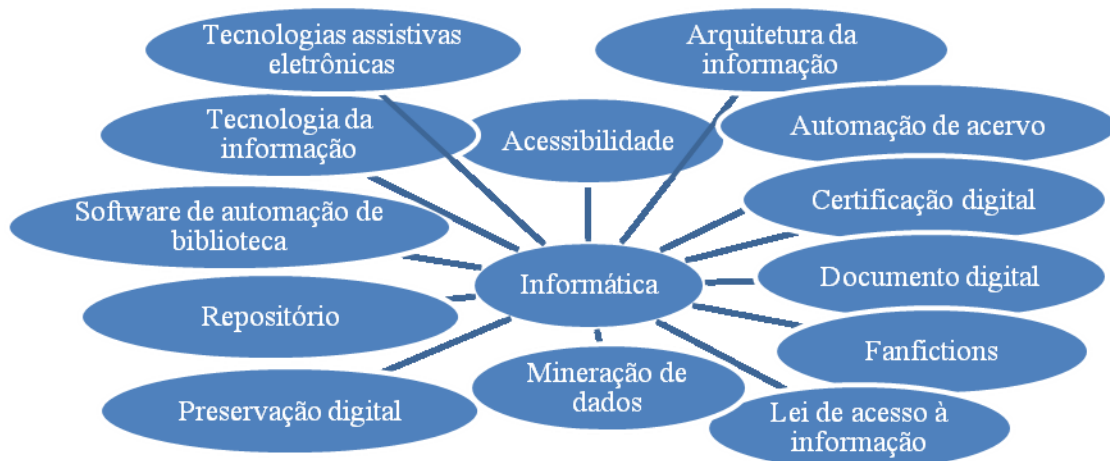 Tecnologias assistivas
eletrônicas
Arquitetura da
informação
Tecnologia da
informação
Acessibilidade
Automação de acervo
Software de automação de
biblioteca
Certificação digital
Informática
Documento digital
Repositório
Fanfictions
Preservação digital
Mineração de
dados
Lei de acesso à
informação